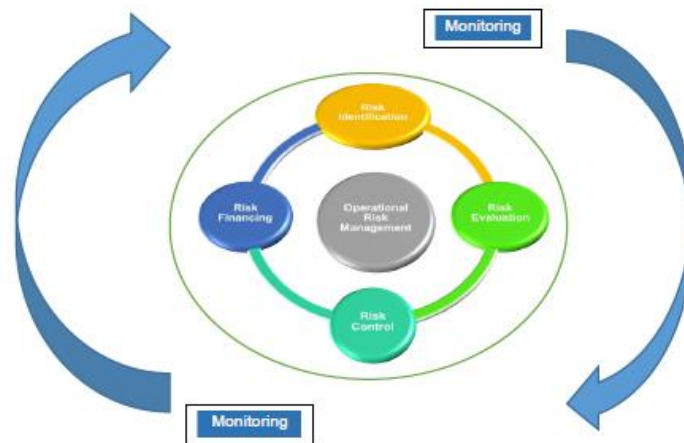 Monitoring
Risk
Identification
Risk
Financing
Operational
Risk
Management
Risk
Evaluation
Risk
Control
Monitoring